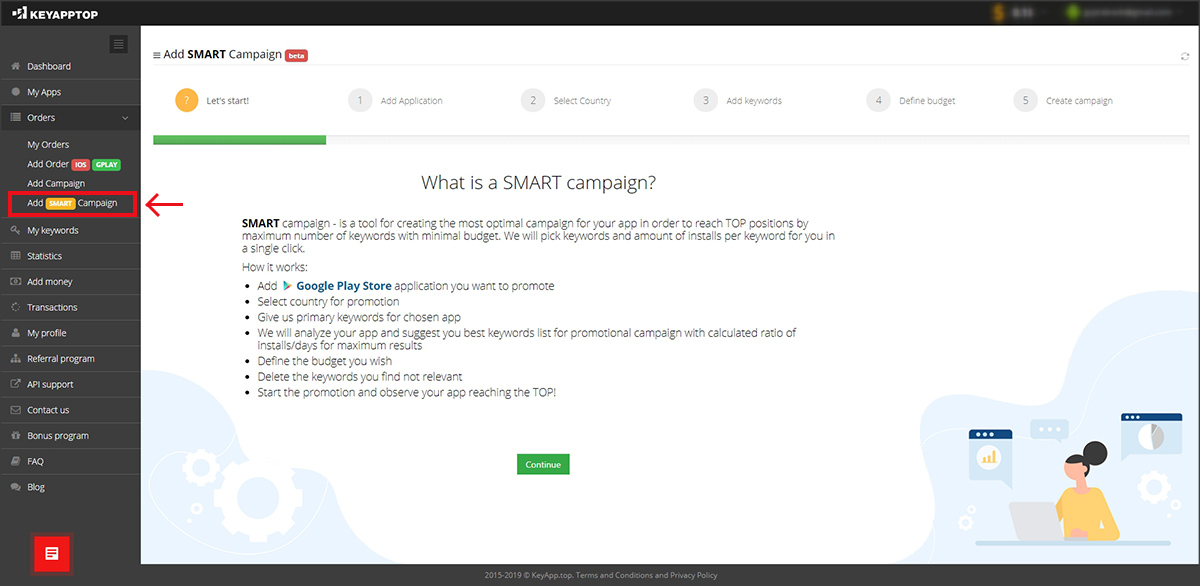 KEYAPPTOP
Dashboard
My Apps
Orders
My Orders
Add Order IOS GPLAY
Add Campaign
Add SMART Campaign
My keywords
Statistics
Add money
Transactions
My profile
Referral program
API support
Contact us
Bonus program
FAQ
Blog
Add SMART Campaign beta
? Let's start!
1 Add Application
2 Select Country
3 Add keywords
4 Define budget
5 Create campaign
What is a SMART campaign?
SMART campaign - is a tool for creating the most optimal campaign for your app in order to reach TOP positions by
maximum number of keywords with minimal budget. We will pick keywords and amount of installs per keyword for you in
a single click.
How it works:
• Add Google Play Store application you want to promote
• Select country for promotion
• Give us primary keywords for chosen app
• We will analyze your app and suggest you best keywords list for promotional campaign with calculated ratio of
installs/days for maximum results
• Define the budget you wish
• Delete the keywords you find not relevant
• Start the promotion and observe your app reaching the TOP!
Continue
2015-2019 © KeyApp.top. Terms and Conditions and Privacy Policy